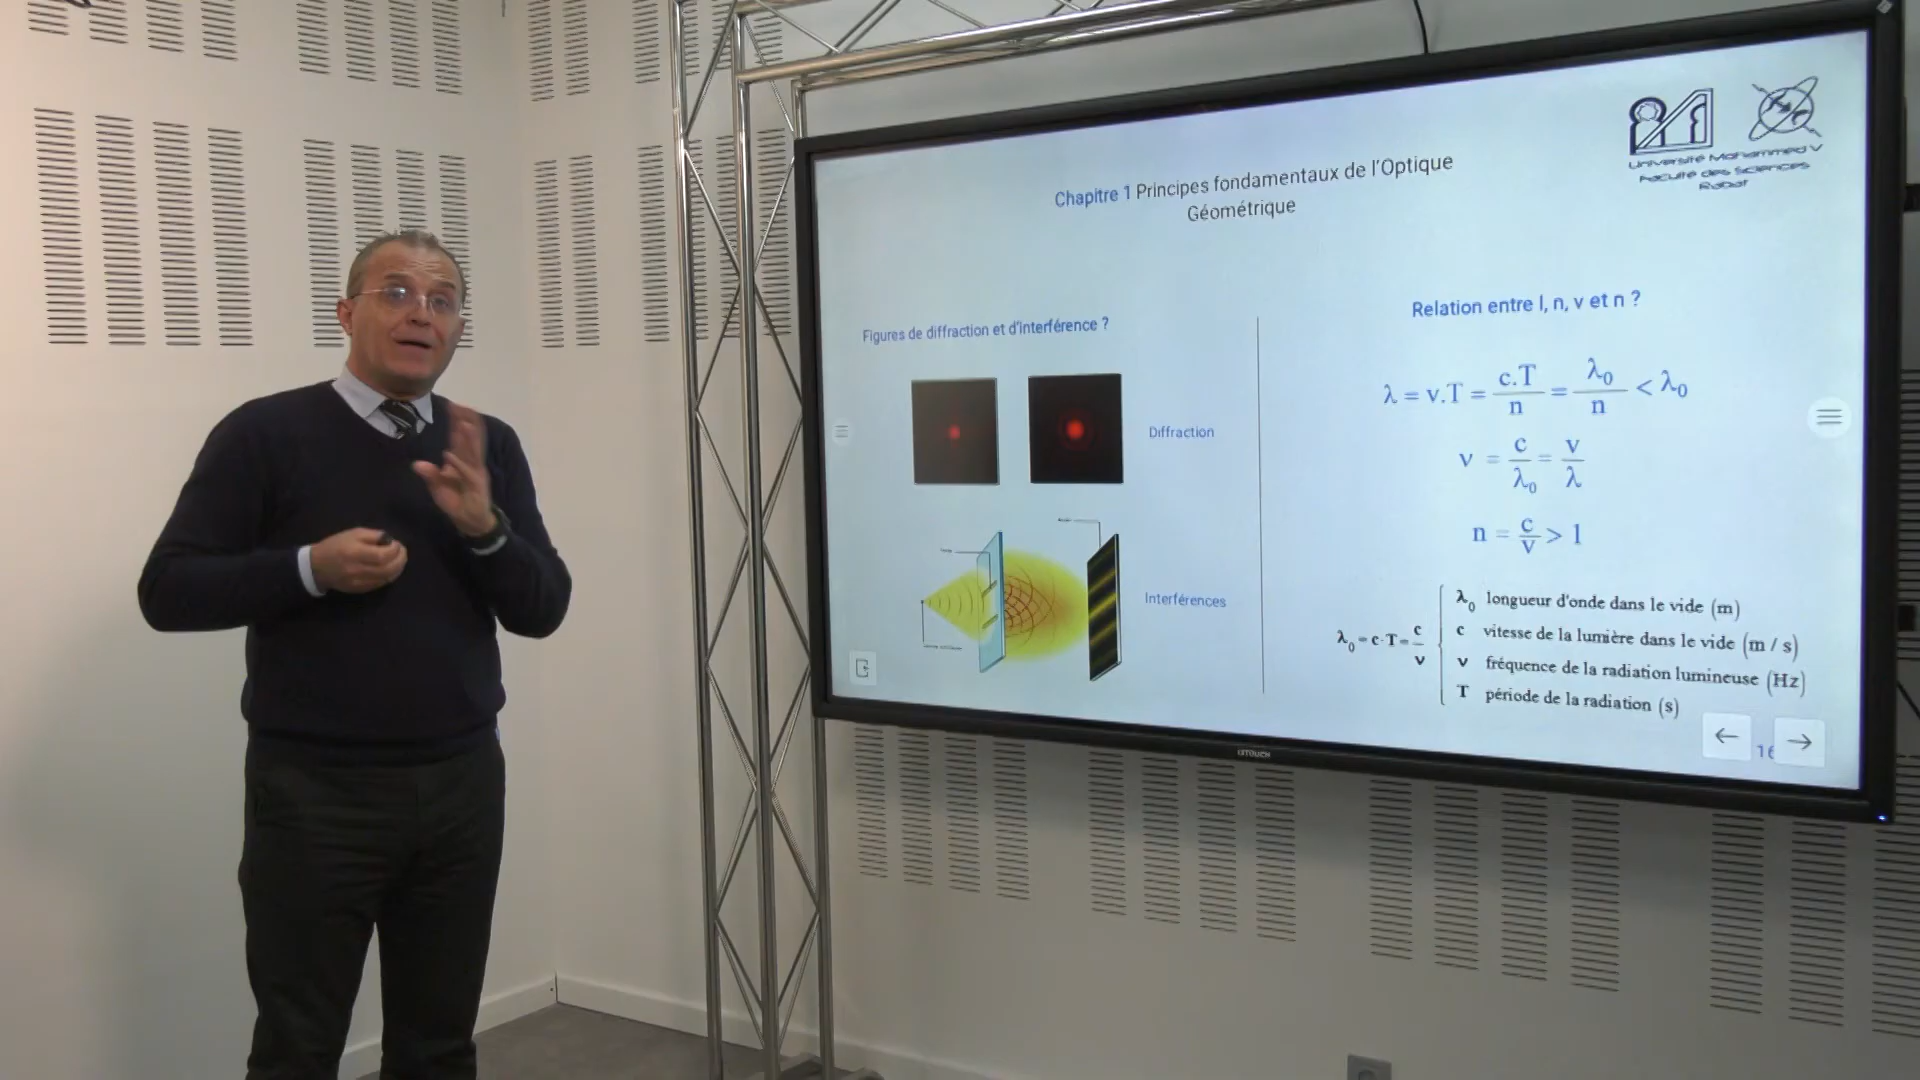 Université Mohammed V
Faculté des Sciences
Rabat
Chapitre 1 Principes fondamentaux de l'Optique
Géométrique
Figures de diffraction et d'interférence ?
Diffraction
Interférences
Relation entre l, n, v et n ?
λ = v.T = c.T/n = λ₀/n < λ₀
ν = c/λ₀ = v/λ
n = c/v > 1
λ₀ = c·T = c/ν
λ₀ longueur d'onde dans le vide (m)
c vitesse de la lumière dans le vide (m / s)
ν fréquence de la radiation lumineuse (Hz)
T période de la radiation (s)
16